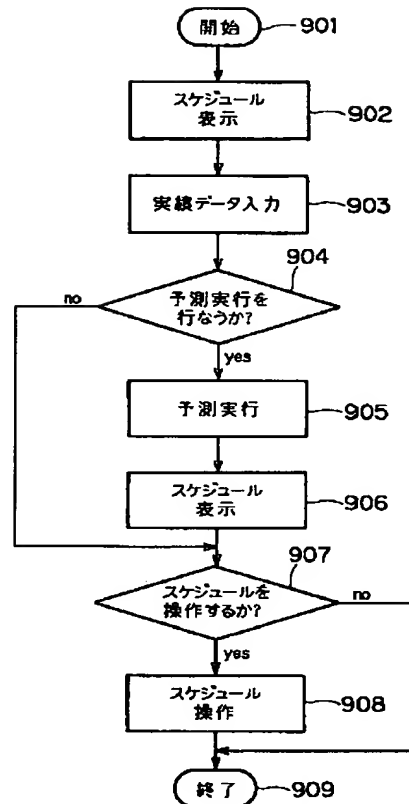 開始
901
スケジュール
表示
902
実績データ入力
903
904
予測実行を
行なうか?
no
yes
予測実行
905
スケジュール
表示
906
907
スケジュールを
操作するか?
no
yes
スケジュール
操作
908
終了
909